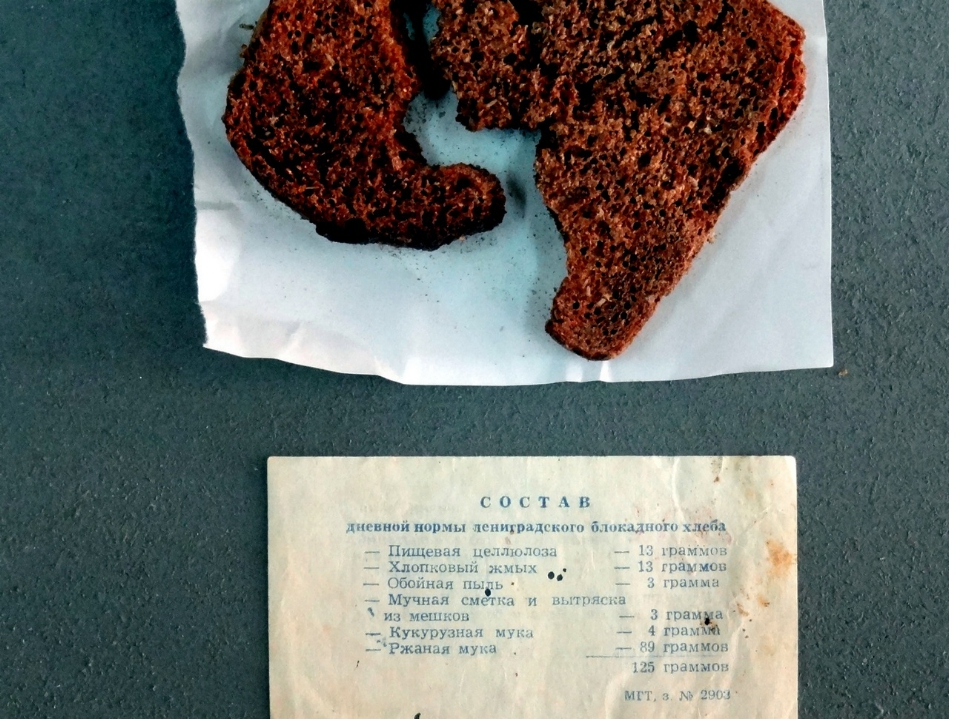 СОСТАВ
дневной нормы ленинградского блокадного хлеба
— Пищевая целлюлоза — 13 граммов
— Хлопковый жмых — 13 граммов
— Обойная пыль — 3 грамма
— Мучная сметка и вытряска
из мешков — 3 грамма
— Кукурузная мука — 4 грамма
— Ржаная мука — 89 граммов
125 граммов
МГТ, з. № 2903